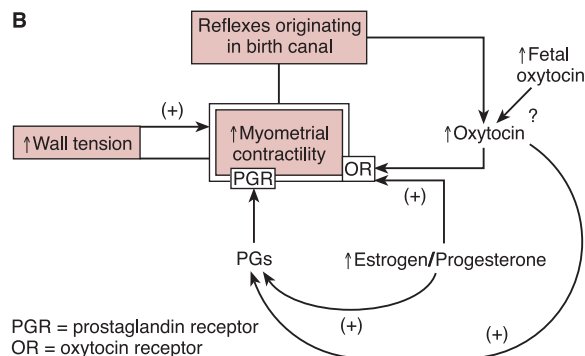 B
Reflexes originating
in birth canal
↑Fetal
oxytocin
(+)
?
↑Wall tension
↑Myometrial
contractility
↑Oxytocin
OR
PGR
(+)
PGs
↑Estrogen/Progesterone
(+)
(+)
PGR = prostaglandin receptor
OR = oxytocin receptor